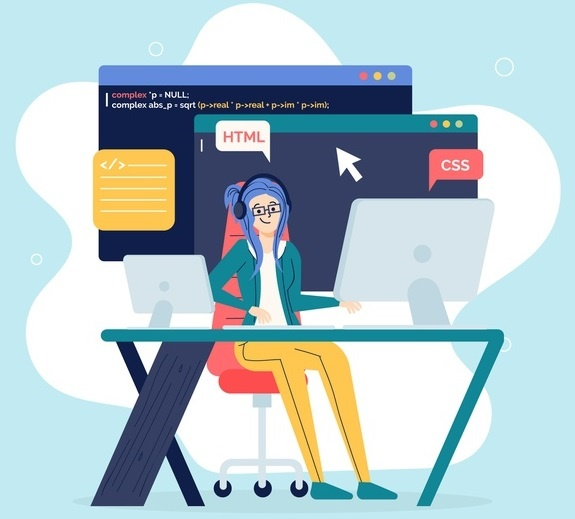 complex *p = NULL;
complex abs_p = sqrt (p->real * p->real + p->im * p->im);
HTML
CSS
</>